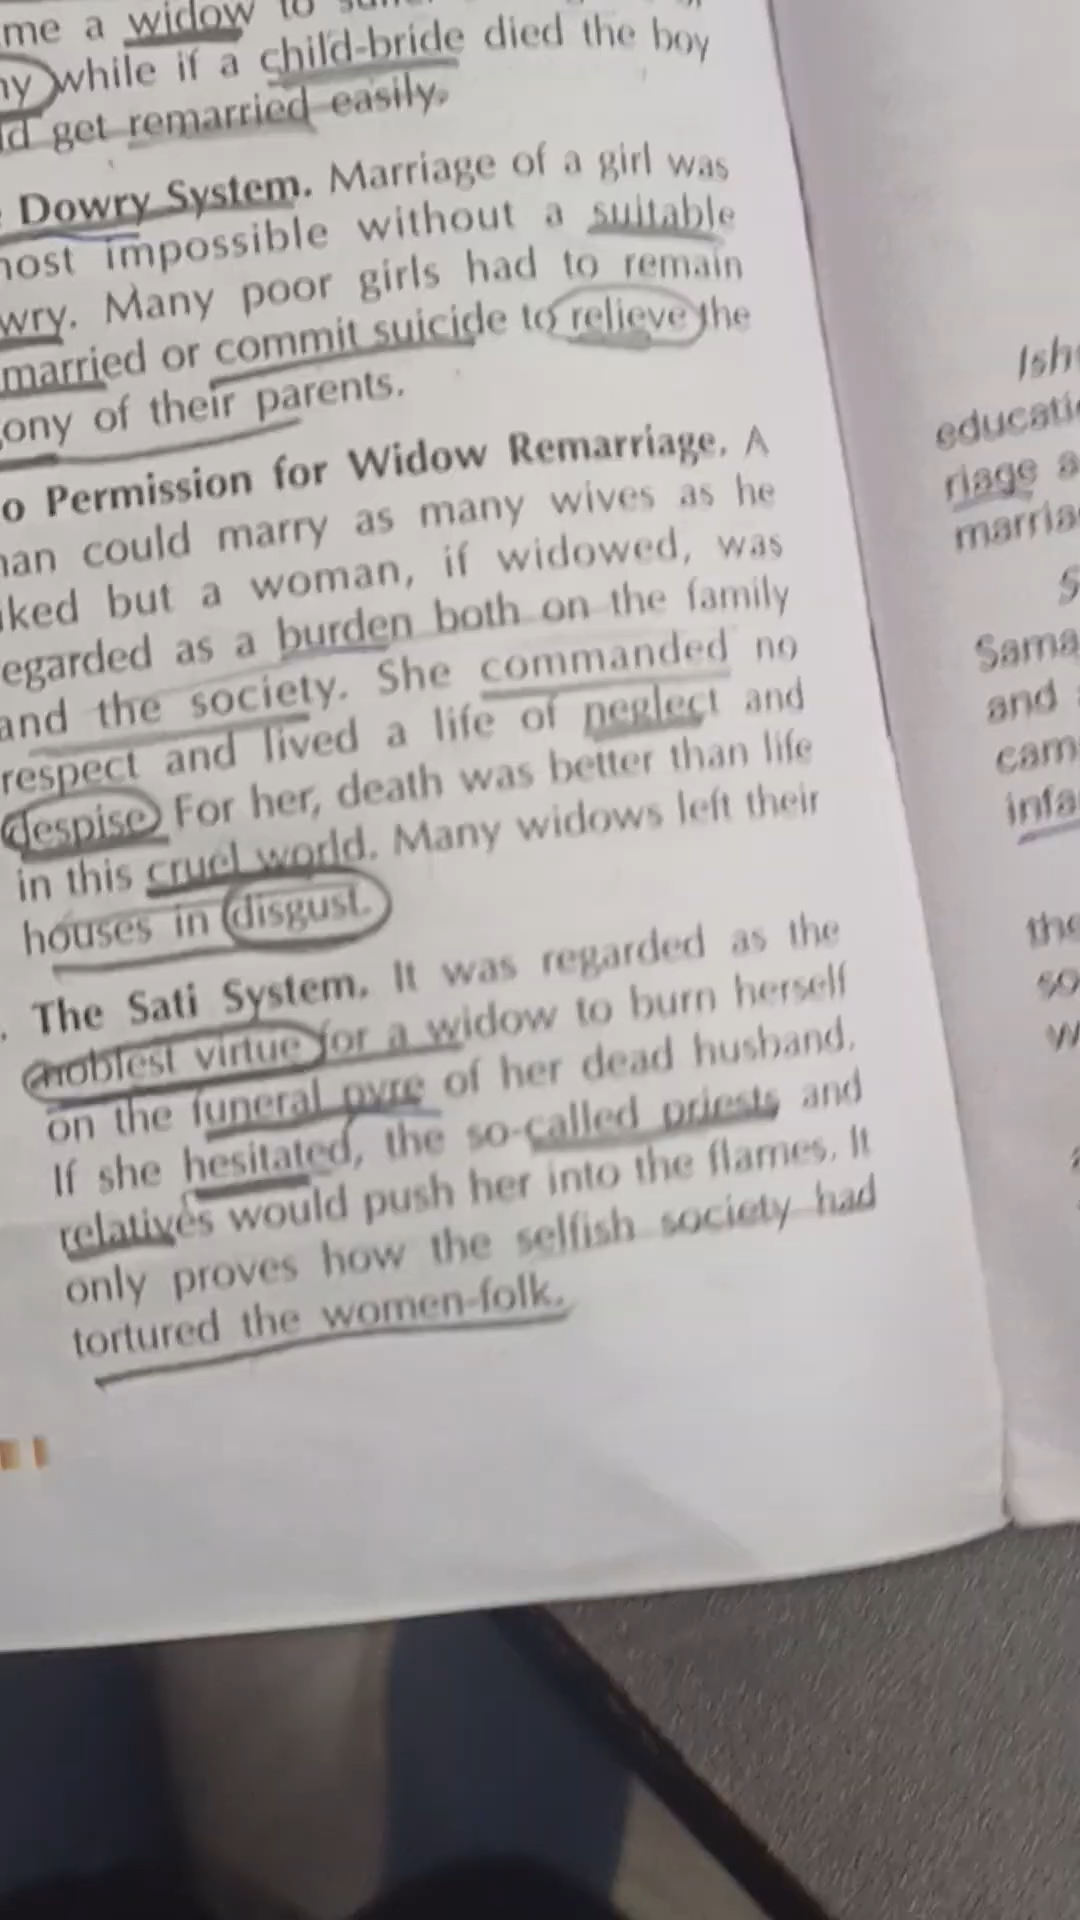 me a widow to
while if a child-bride died the boy
get remarried easily.
Dowry System. Marriage of a girl was
most impossible without a suitable
wry. Many poor girls had to remain
married or commit suicide to relieve the
ony of their parents.
o Permission for Widow Remarriage. A
man could marry as many wives as he
iked but a woman, if widowed, was
egarded as a burden both on the family
and the society. She commanded no
respect and lived a life of neglect and
despise. For her, death was better than life
in this cruel world. Many widows left their
houses in disgust.
. The Sati System. It was regarded as the
noblest virtue for a widow to burn herself
on the funeral pyre of her dead husband.
If she hesitated, the so-called priests and
relatives would push her into the flames. It
only proves how the selfish society had
tortured the women-folk.
Ish
educati
riage a
marria
S
Sama
and
cam
infa
the
so
w